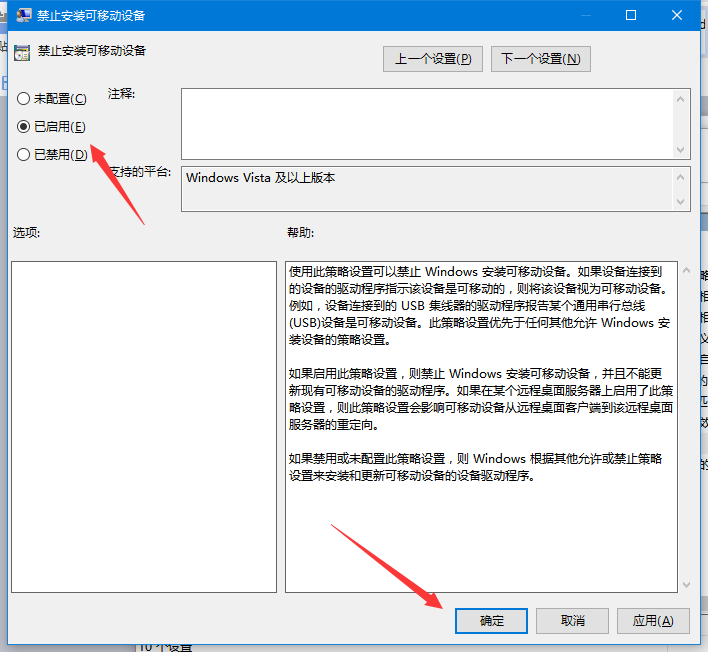 禁止安装可移动设备
禁止安装可移动设备
上一个设置(P)
下一个设置(N)
未配置(C)
注释:
已启用(E)
已禁用(D)
支持的平台:
Windows Vista 及以上版本
选项:
帮助:
使用此策略设置可以禁止 Windows 安装可移动设备。如果设备连接到
的设备的驱动程序指示该设备是可移动的，则将该设备视为可移动设备。
例如，设备连接到的 USB 集线器的驱动程序报告某个通用串行总线
(USB)设备是可移动设备。此策略设置优先于任何其他允许 Windows 安
装设备的策略设置。
如果启用此策略设置，则禁止 Windows 安装可移动设备，并且不能更
新现有可移动设备的驱动程序。如果在某个远程桌面服务器上启用了此策
略设置，则此策略设置会影响可移动设备从远程桌面客户端到该远程桌面
服务器的重定向。
如果禁用或未配置此策略设置，则 Windows 根据其他允许或禁止策略
设置来安装和更新可移动设备的设备驱动程序。
确定
取消
应用(A)
10 个设置